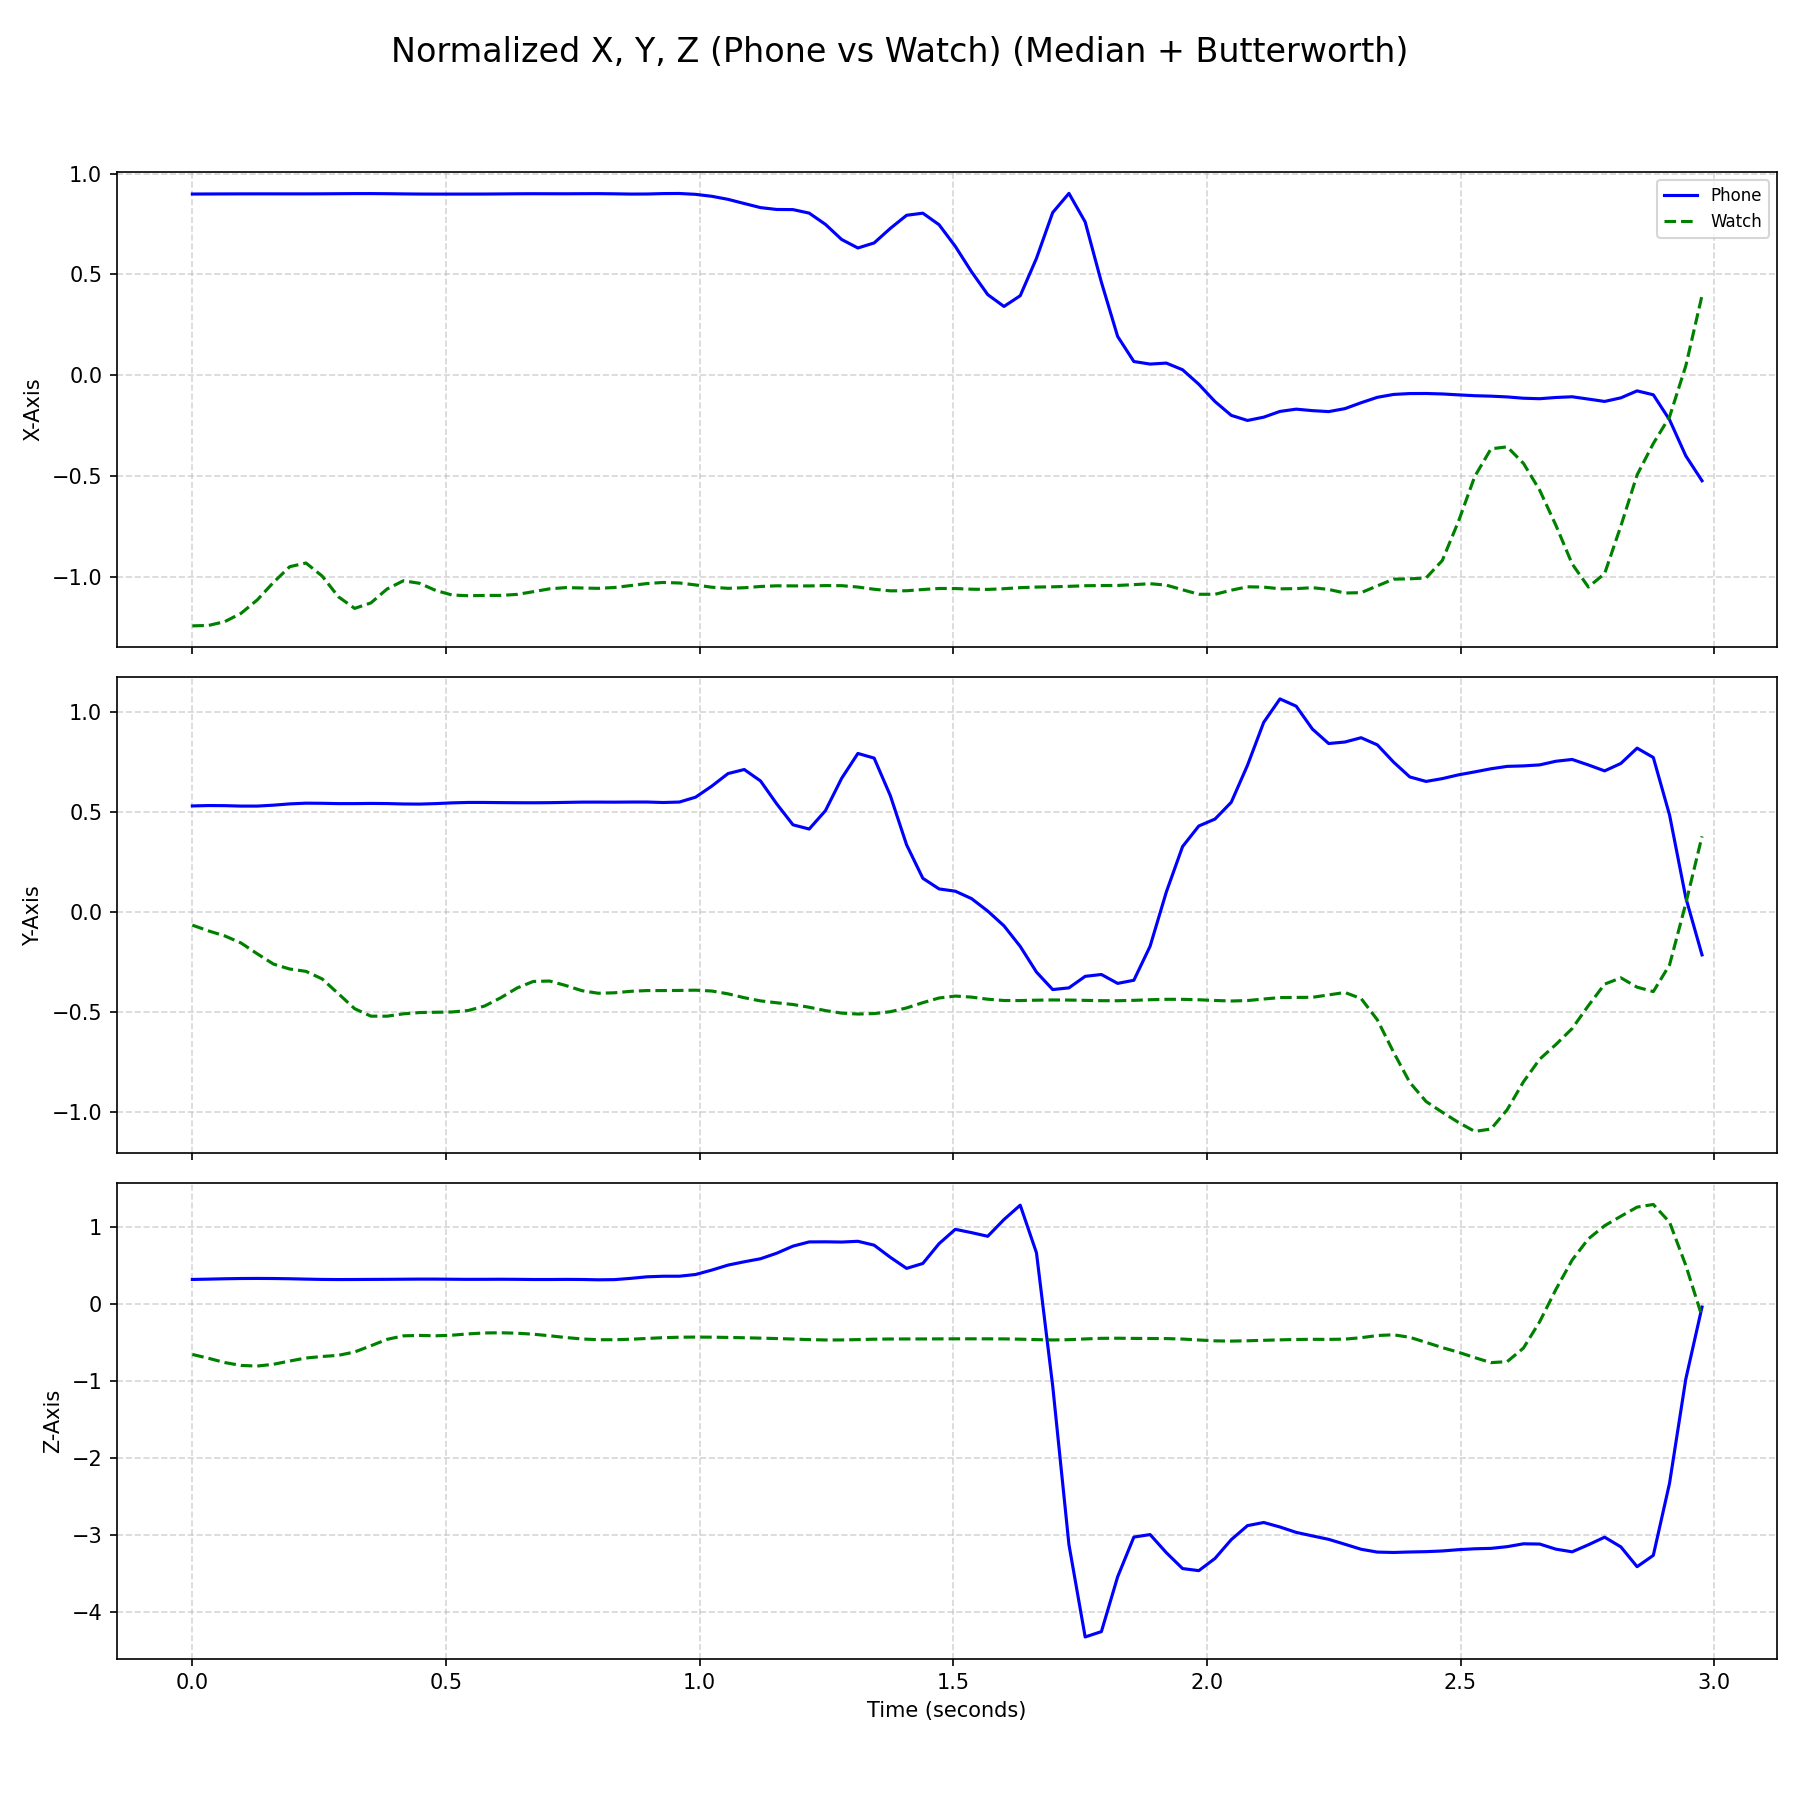 Normalized X, Y, Z (Phone vs Watch) (Median + Butterworth)
1.0
0.5
0.0
−0.5
−1.0
X-Axis
Phone
Watch
1.0
0.5
0.0
−0.5
−1.0
Y-Axis
1
0
−1
−2
−3
−4
Z-Axis
0.0 0.5 1.0 1.5 2.0 2.5 3.0
Time (seconds)